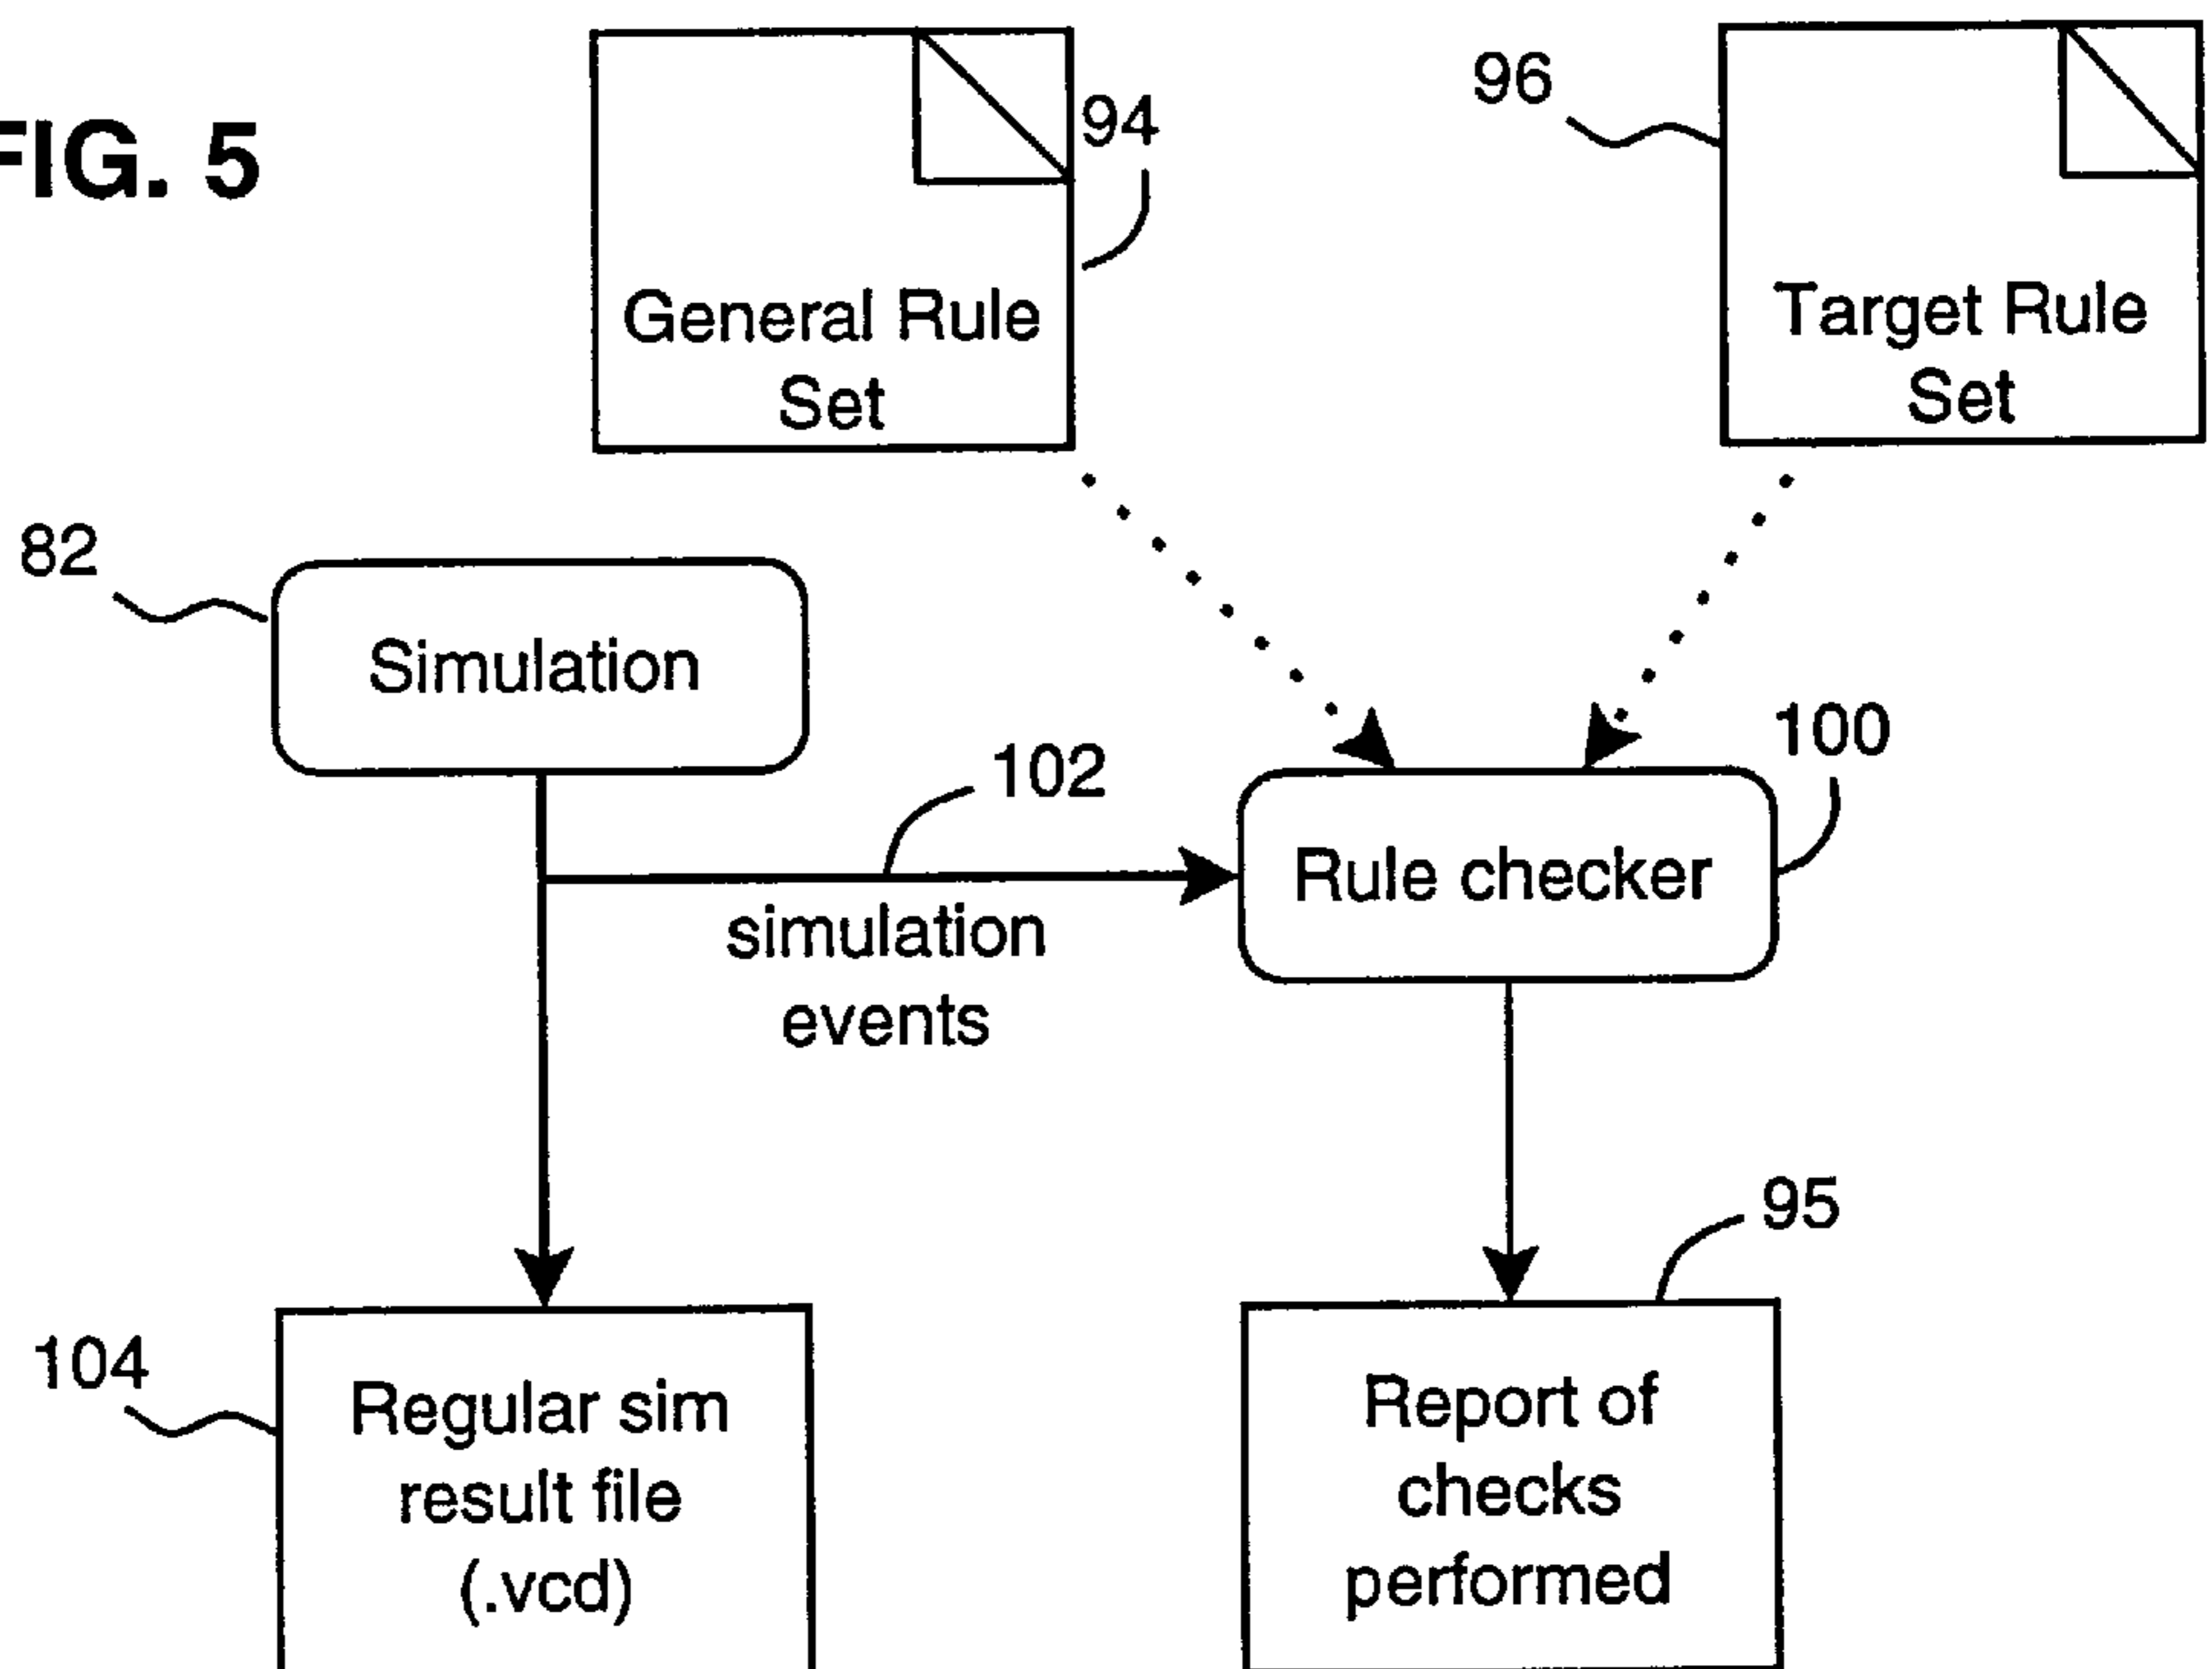 FIG. 5
94
96
General Rule
Set
Target Rule
Set
82
Simulation
102
100
Rule checker
simulation
events
95
104
Regular sim
result file
(.vcd)
Report of
checks
performed